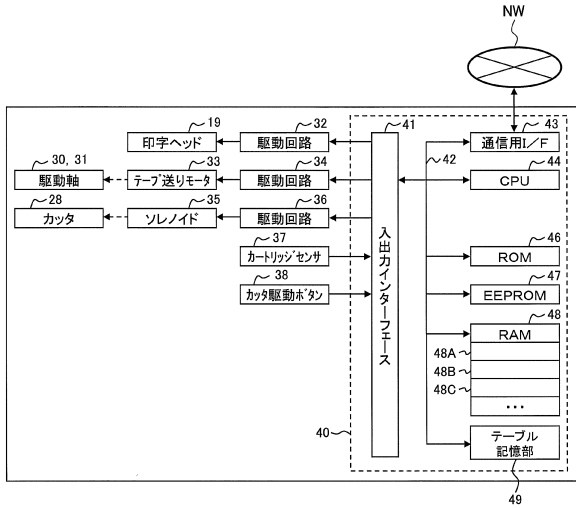 NW
19
印字ヘッド
32
駆動回路
41
43
通信用I/F
30, 31
駆動軸
33
テープ送りモータ
34
駆動回路
42
44
CPU
28
カッタ
35
ソレノイド
36
駆動回路
37
カートリッジセンサ
38
カッタ駆動ボタン
入出力インターフェース
46
ROM
47
EEPROM
48
RAM
48A
48B
48C
...
40
テーブル
記憶部
49